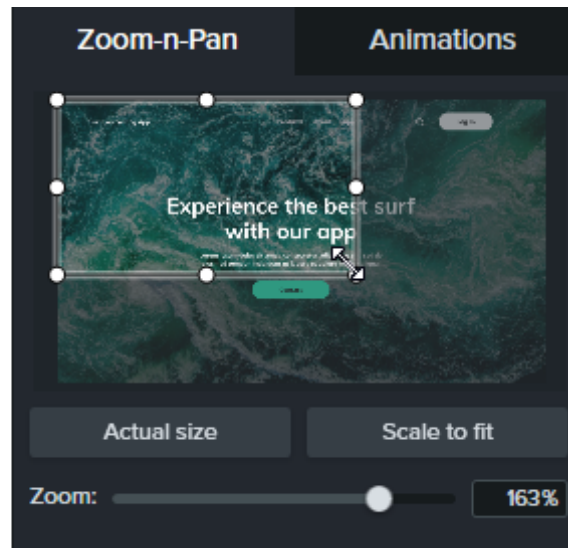 Zoom-n-Pan
Animations
Experience the best surf
with our app
Actual size
Scale to fit
Zoom:
163%